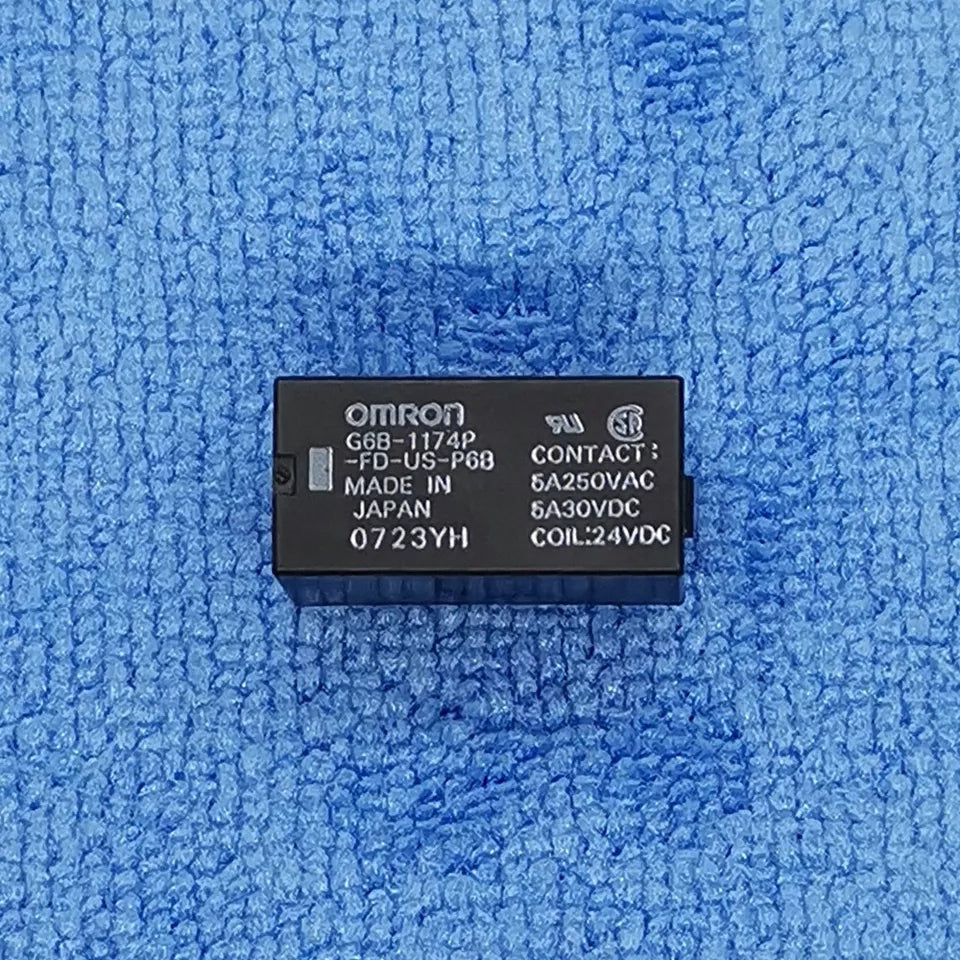 OMRON
G6B-1174P
-FD-US-P6B
MADE IN
JAPAN
0723YH
CONTACT:
5A250VAC
5A30VDC
COIL:24VDC